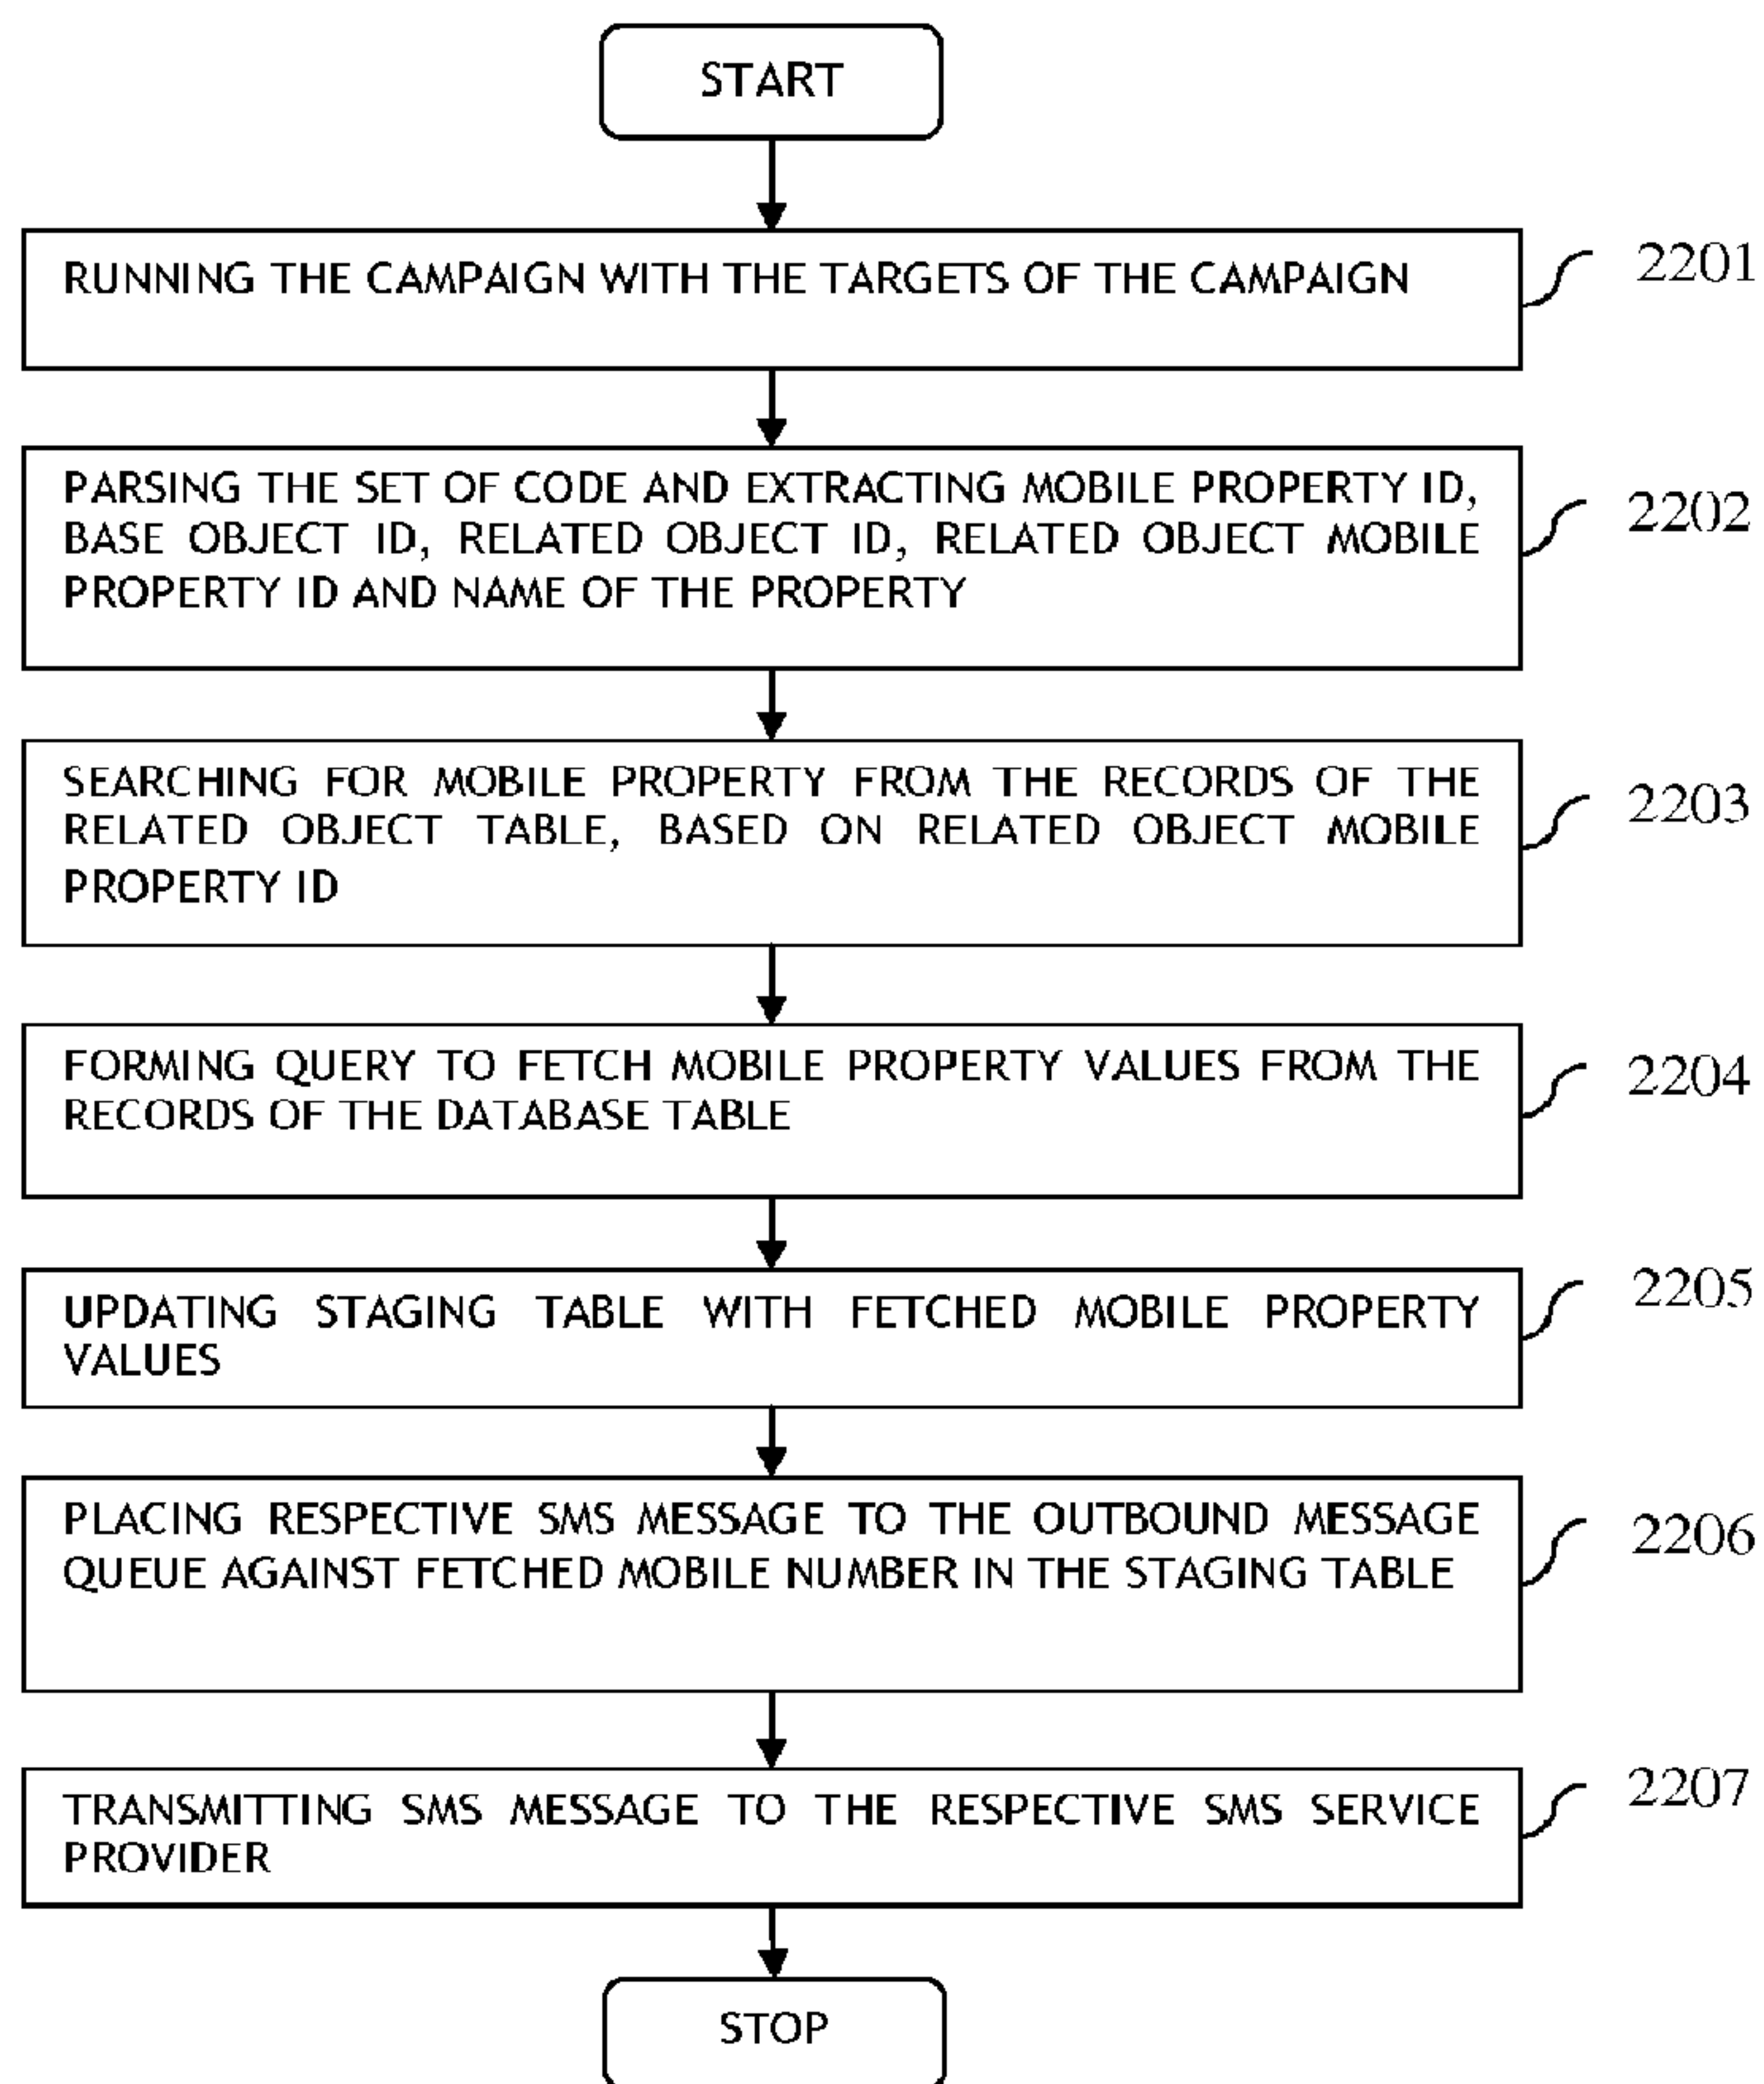 START
RUNNING THE CAMPAIGN WITH THE TARGETS OF THE CAMPAIGN
2201
PARSING THE SET OF CODE AND EXTRACTING MOBILE PROPERTY ID,
BASE OBJECT ID, RELATED OBJECT ID, RELATED OBJECT MOBILE
PROPERTY ID AND NAME OF THE PROPERTY
2202
SEARCHING FOR MOBILE PROPERTY FROM THE RECORDS OF THE
RELATED OBJECT TABLE, BASED ON RELATED OBJECT MOBILE
PROPERTY ID
2203
FORMING QUERY TO FETCH MOBILE PROPERTY VALUES FROM THE
RECORDS OF THE DATABASE TABLE
2204
UPDATING STAGING TABLE WITH FETCHED MOBILE PROPERTY
VALUES
2205
PLACING RESPECTIVE SMS MESSAGE TO THE OUTBOUND MESSAGE
QUEUE AGAINST FETCHED MOBILE NUMBER IN THE STAGING TABLE
2206
TRANSMITTING SMS MESSAGE TO THE RESPECTIVE SMS SERVICE
PROVIDER
2207
STOP